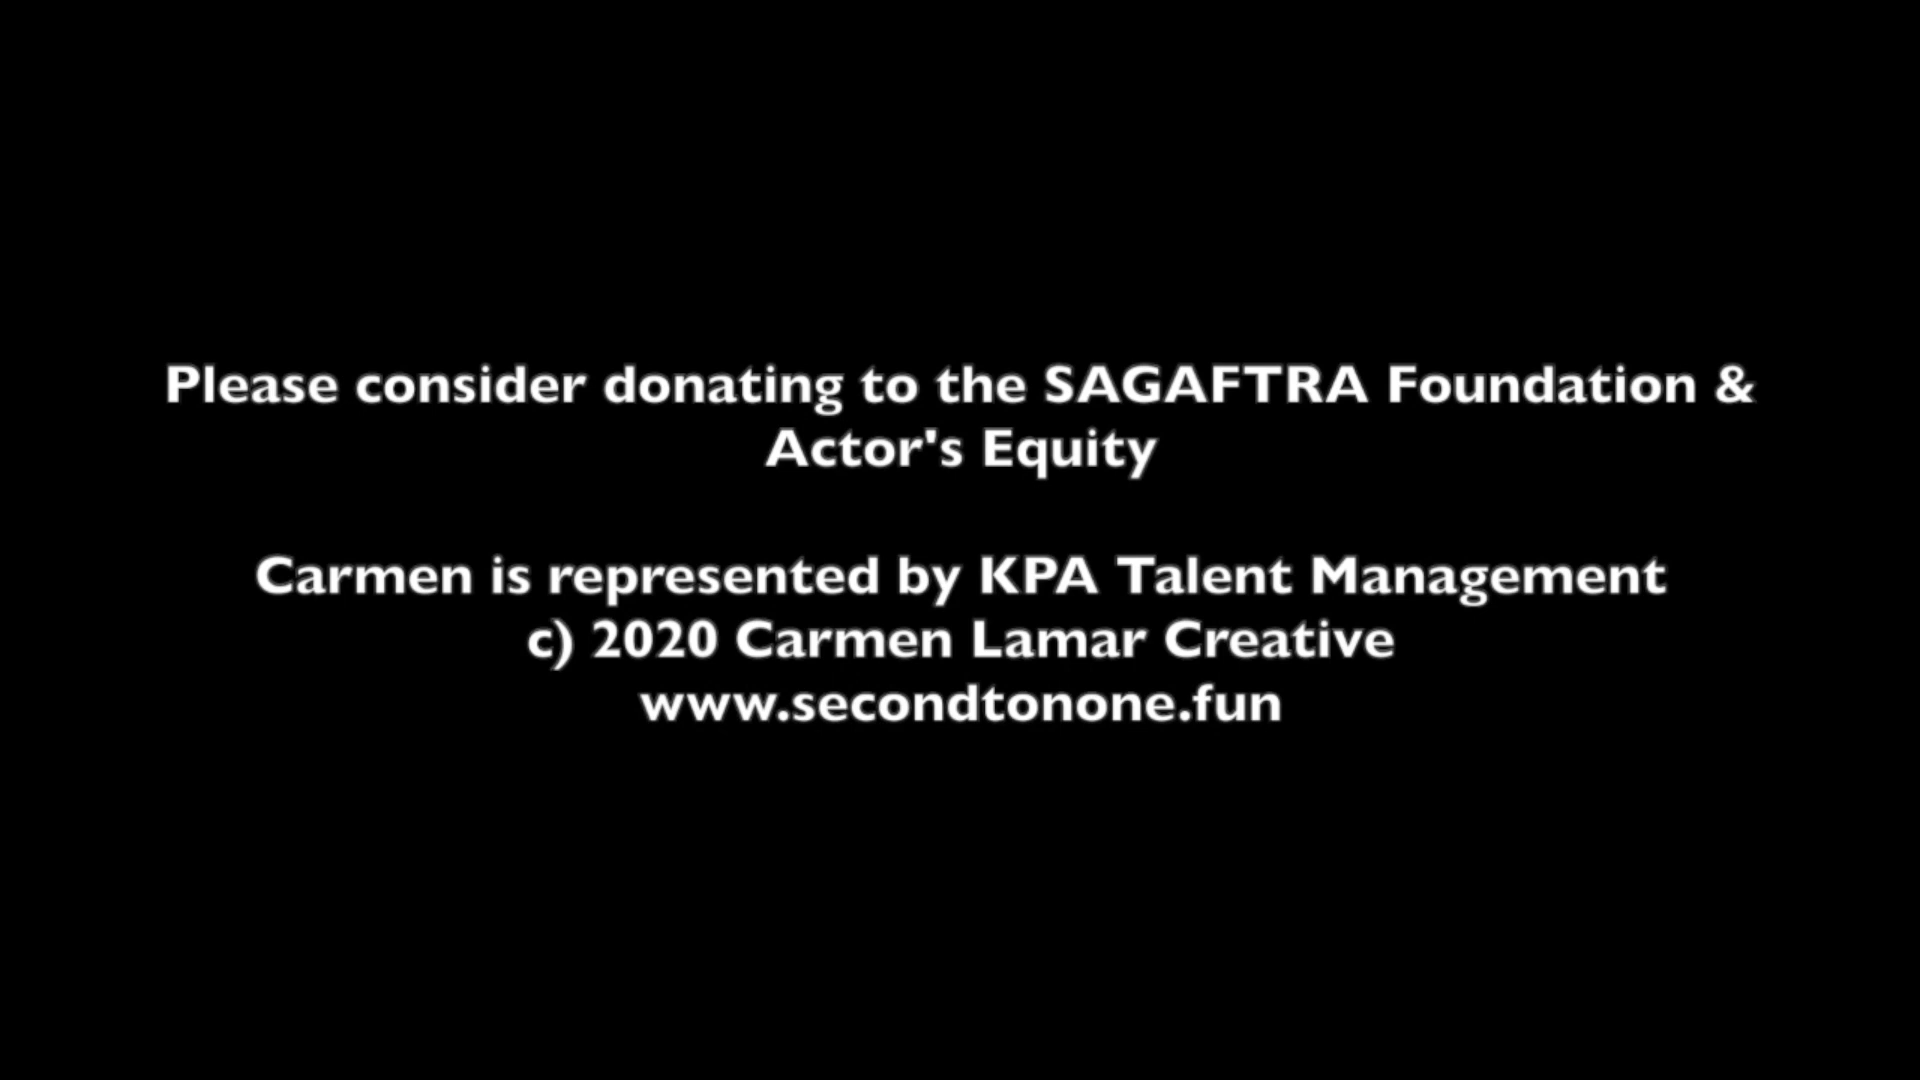 Please consider donating to the SAGAFTRA Foundation &
Actor's Equity
Carmen is represented by KPA Talent Management
c) 2020 Carmen Lamar Creative
www.secondtonone.fun